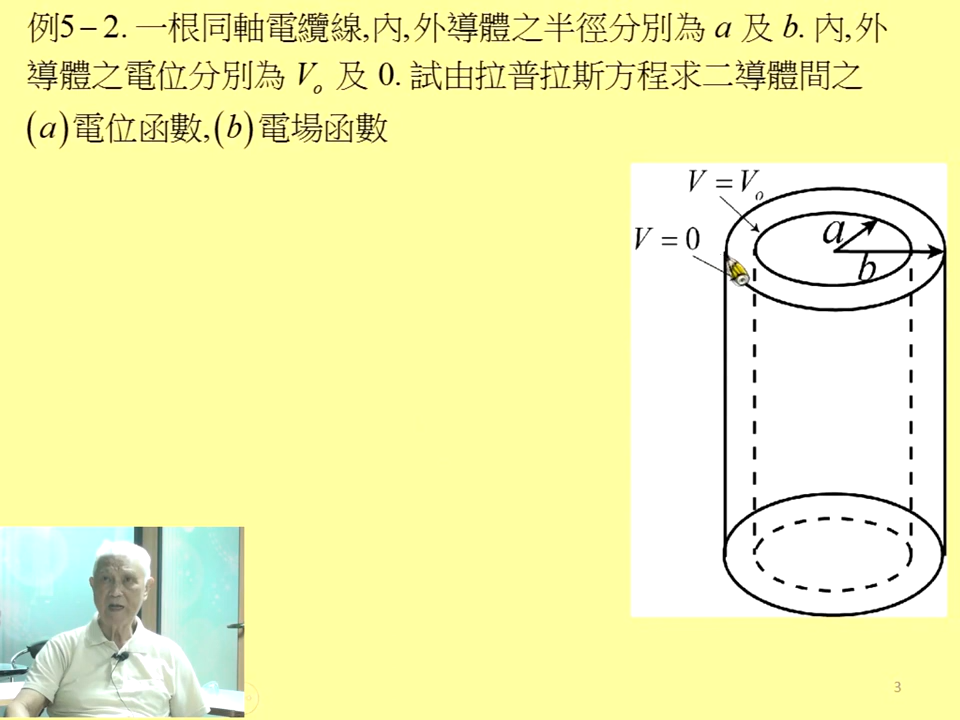 例5－2. 一根同軸電纜線,內,外導體之半徑分別為 a 及 b. 內,外
導體之電位分別為 Vo 及 0. 試由拉普拉斯方程求二導體間之
(a)電位函數,(b)電場函數
V = Vo
V = 0
a
b
3